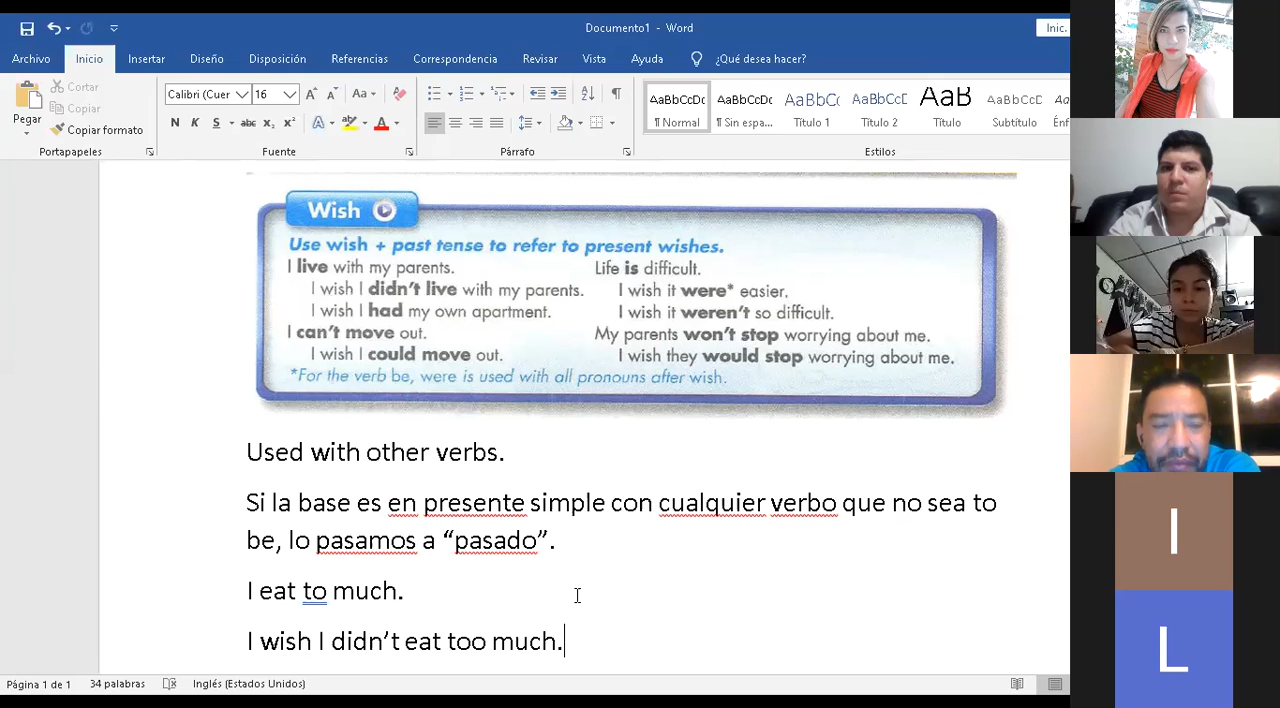 Documento1 - Word
Inic.
Archivo Inicio Insertar Diseño Disposición Referencias Correspondencia Revisar Vista Ayuda ¿Qué desea hacer?
Pegar
Cortar
Copiar
Copiar formato
Calibri (Cuer 16
N K S abc x₂ x² A
AaBbCcDc AaBbCcDc AaBbC AaBbCcD AaB AaBbCcD
¶ Normal ¶ Sin espa... Título 1 Título 2 Título Subtítulo
Portapapeles Fuente Párrafo Estilos
Wish
Use wish + past tense to refer to present wishes.
I live with my parents.
I wish I didn't live with my parents.
I wish I had my own apartment.
I can't move out.
I wish I could move out.
Life is difficult.
I wish it were* easier.
I wish it weren't so difficult.
My parents won't stop worrying about me.
I wish they would stop worrying about me.
*For the verb be, were is used with all pronouns after wish.
Used with other verbs.
Si la base es en presente simple con cualquier verbo que no sea to
be, lo pasamos a “pasado”.
I eat to much.
I wish I didn’t eat too much.
Página 1 de 1 34 palabras Inglés (Estados Unidos)
I
L